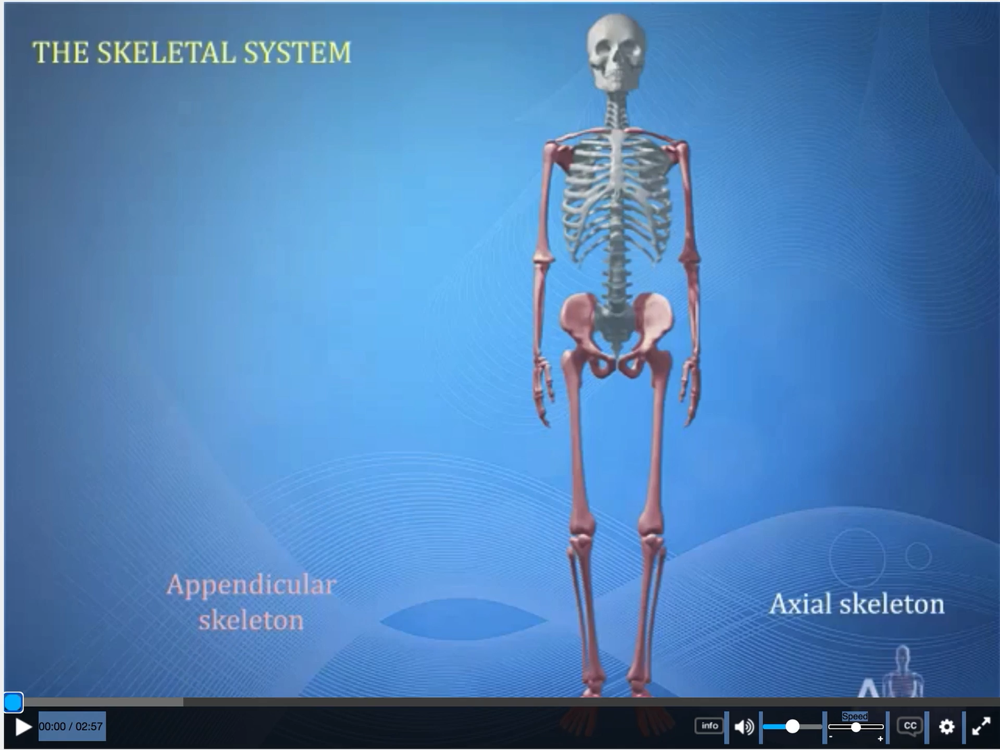 THE SKELETAL SYSTEM
Appendicular
skeleton
Axial skeleton
A
00:00 / 02:57
info
Speed
- +
CC